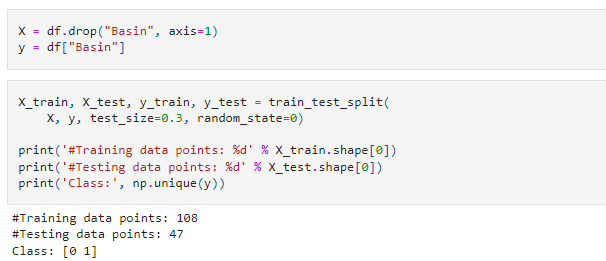 X = df.drop("Basin", axis=1)
y = df["Basin"]
X_train, X_test, y_train, y_test = train_test_split(
    X, y, test_size=0.3, random_state=0)
print('#Training data points: %d' % X_train.shape[0])
print('#Testing data points: %d' % X_test.shape[0])
print('Class:', np.unique(y))
#Training data points: 108
#Testing data points: 47
Class: [0 1]